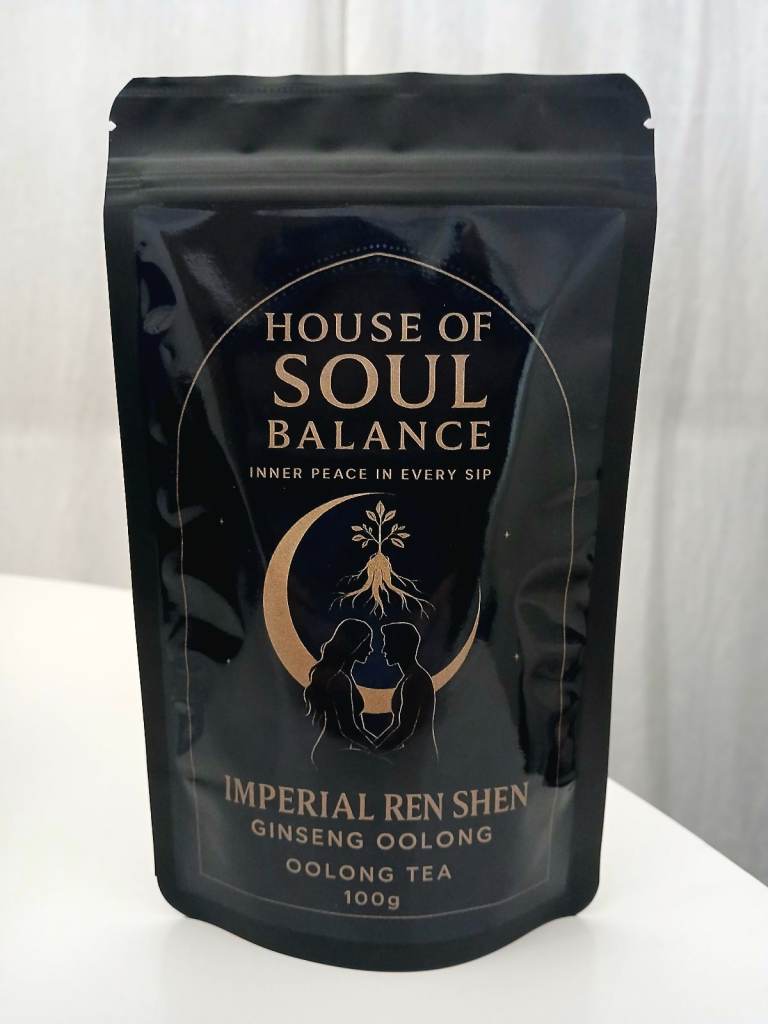 HOUSE OF
SOUL
BALANCE
INNER PEACE IN EVERY SIP
IMPERIAL REN SHEN
GINSENG OOLONG
OOLONG TEA
100g